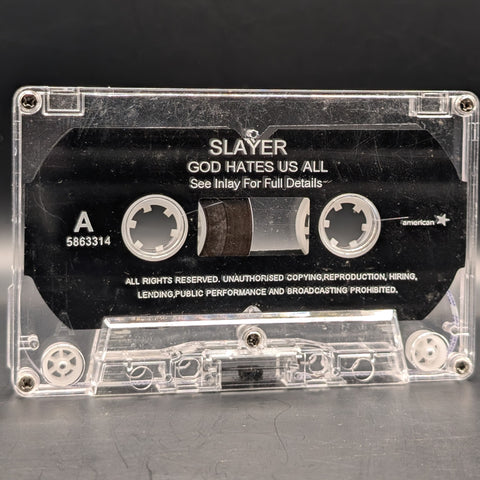 SLAYER
GOD HATES US ALL
See Inlay For Full Details
A
5863314
american
ALL RIGHTS RESERVED. UNAUTHORISED COPYING,REPRODUCTION, HIRING,
LENDING,PUBLIC PERFORMANCE AND BROADCASTING PROHIBITED.